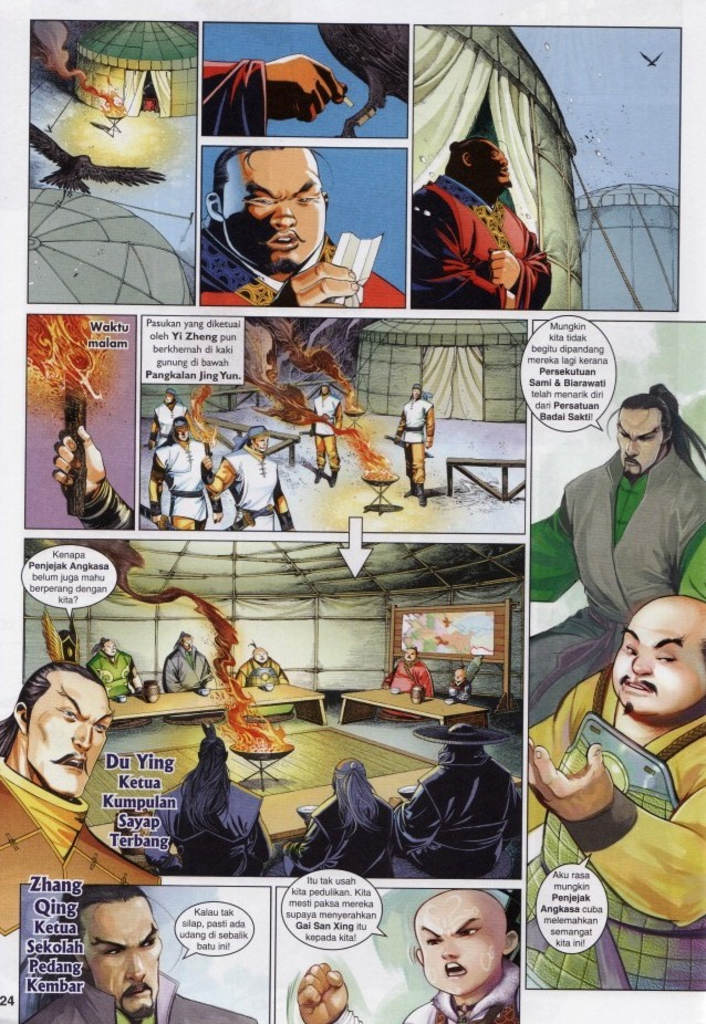 Waktu
malam
Pasukan yang diketuai
oleh Yi Zheng pun
berkhemah di kaki
gunung di bawah
Pangkalan Jing Yun.
Mungkin
kita tidak
begitu dipandang
mereka lagi kerana
Persekutuan
Sami & Biarawati
telah menarik diri
dari Persatuan
Badai Sakti!
Kenapa
Penjejak Angkasa
belum juga mahu
berperang dengan
kita?
Du Ying
Ketua
Kumpulan
Sayap
Terbang
Aku rasa
mungkin
Penjejak
Angkasa cuba
melemahkan
semangat
kita ini!
Zhang
Qing
Ketua
Sekolah
Pedang
Kembar
Kalau tak
silap, pasti ada
udang di sebalik
batu ini!
Itu tak usah
kita pedulikan. Kita
mesti paksa mereka
supaya menyerahkan
Gai San Xing itu
kepada kita!
24